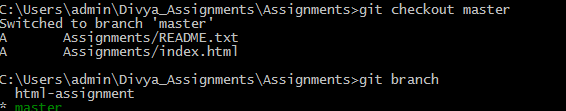 C:\Users\admin\Divya_Assignments\Assignments>git checkout master
Switched to branch 'master'
A       Assignments/README.txt
A       Assignments/index.html
C:\Users\admin\Divya_Assignments\Assignments>git branch
  html-assignment
* master